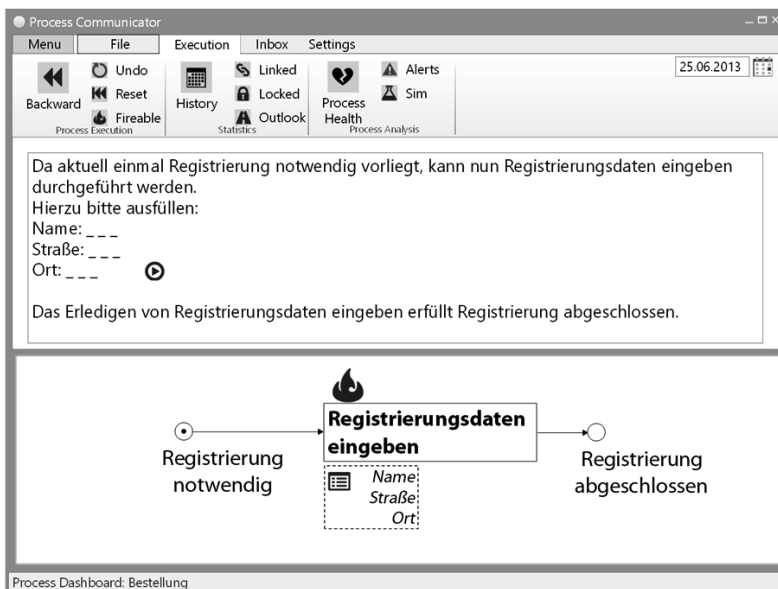 Process Communicator
Menu File Execution Inbox Settings
Backward
Undo
Reset
Fireable
Process Execution
History
Linked
Locked
Outlook
Statistics
Process
Health
Alerts
Sim
Process Analysis
25.06.2013
Da aktuell einmal Registrierung notwendig vorliegt, kann nun Registrierungsdaten eingeben
durchgeführt werden.
Hierzu bitte ausfüllen:
Name: _ _ _
Straße: _ _ _
Ort: _ _ _
Das Erledigen von Registrierungsdaten eingeben erfüllt Registrierung abgeschlossen.
Registrierung
notwendig
Registrierungsdaten
eingeben
Name
Straße
Ort
Registrierung
abgeschlossen
Process Dashboard: Bestellung